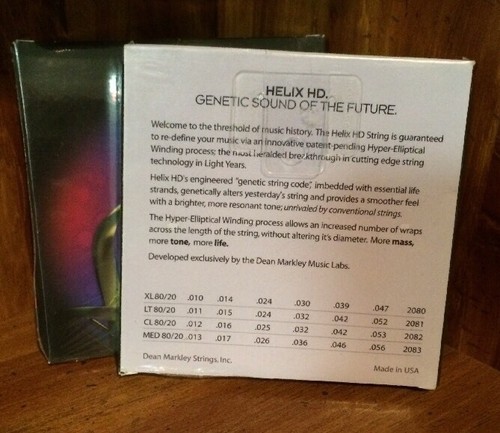 HELIX HD.
GENETIC SOUND OF THE FUTURE.
Welcome to the threshold of music history. The Helix HD String is guaranteed
to re-define your music via an innovative patent-pending Hyper-Elliptical
Winding process; the most heralded breakthrough in cutting edge string
technology in Light Years.
Helix HD's engineered "genetic string code", imbedded with essential life
strands, genetically alters yesterday's string and provides a smoother feel
with a brighter, more resonant tone; unrivaled by conventional strings.
The Hyper-Elliptical Winding process allows an increased number of wraps
across the length of the string, without altering it's diameter. More mass,
more tone, more life.
Developed exclusively by the Dean Markley Music Labs.
XL 80/20 .010 .014 .024 .030 .039 .047 2080
LT 80/20 .011 .015 .024 .032 .042 .052 2081
CL 80/20 .012 .016 .025 .032 .042 .053 2082
MED 80/20 .013 .017 .026 .036 .046 .056 2083
Dean Markley Strings, Inc.
Made in USA